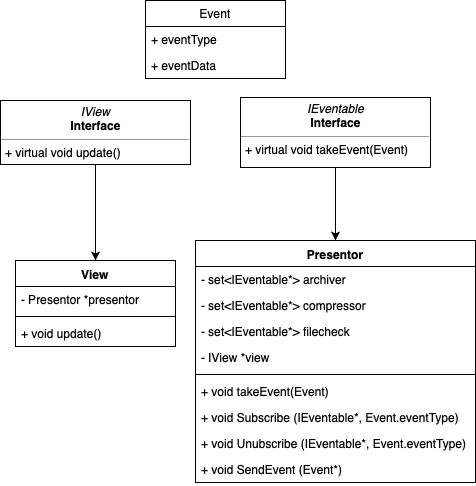 Event
+ eventType
+ eventData
IView
Interface
+ virtual void update()
IEventable
Interface
+ virtual void takeEvent(Event)
View
- Presentor *presentor
+ void update()
Presentor
- set<IEventable*> archiver
- set<IEventable*> compressor
- set<IEventable*> filecheck
- IView *view
+ void takeEvent(Event)
+ void Subscribe (IEventable*, Event.eventType)
+ void Unubscribe (IEventable*, Event.eventType)
+ void SendEvent (Event*)